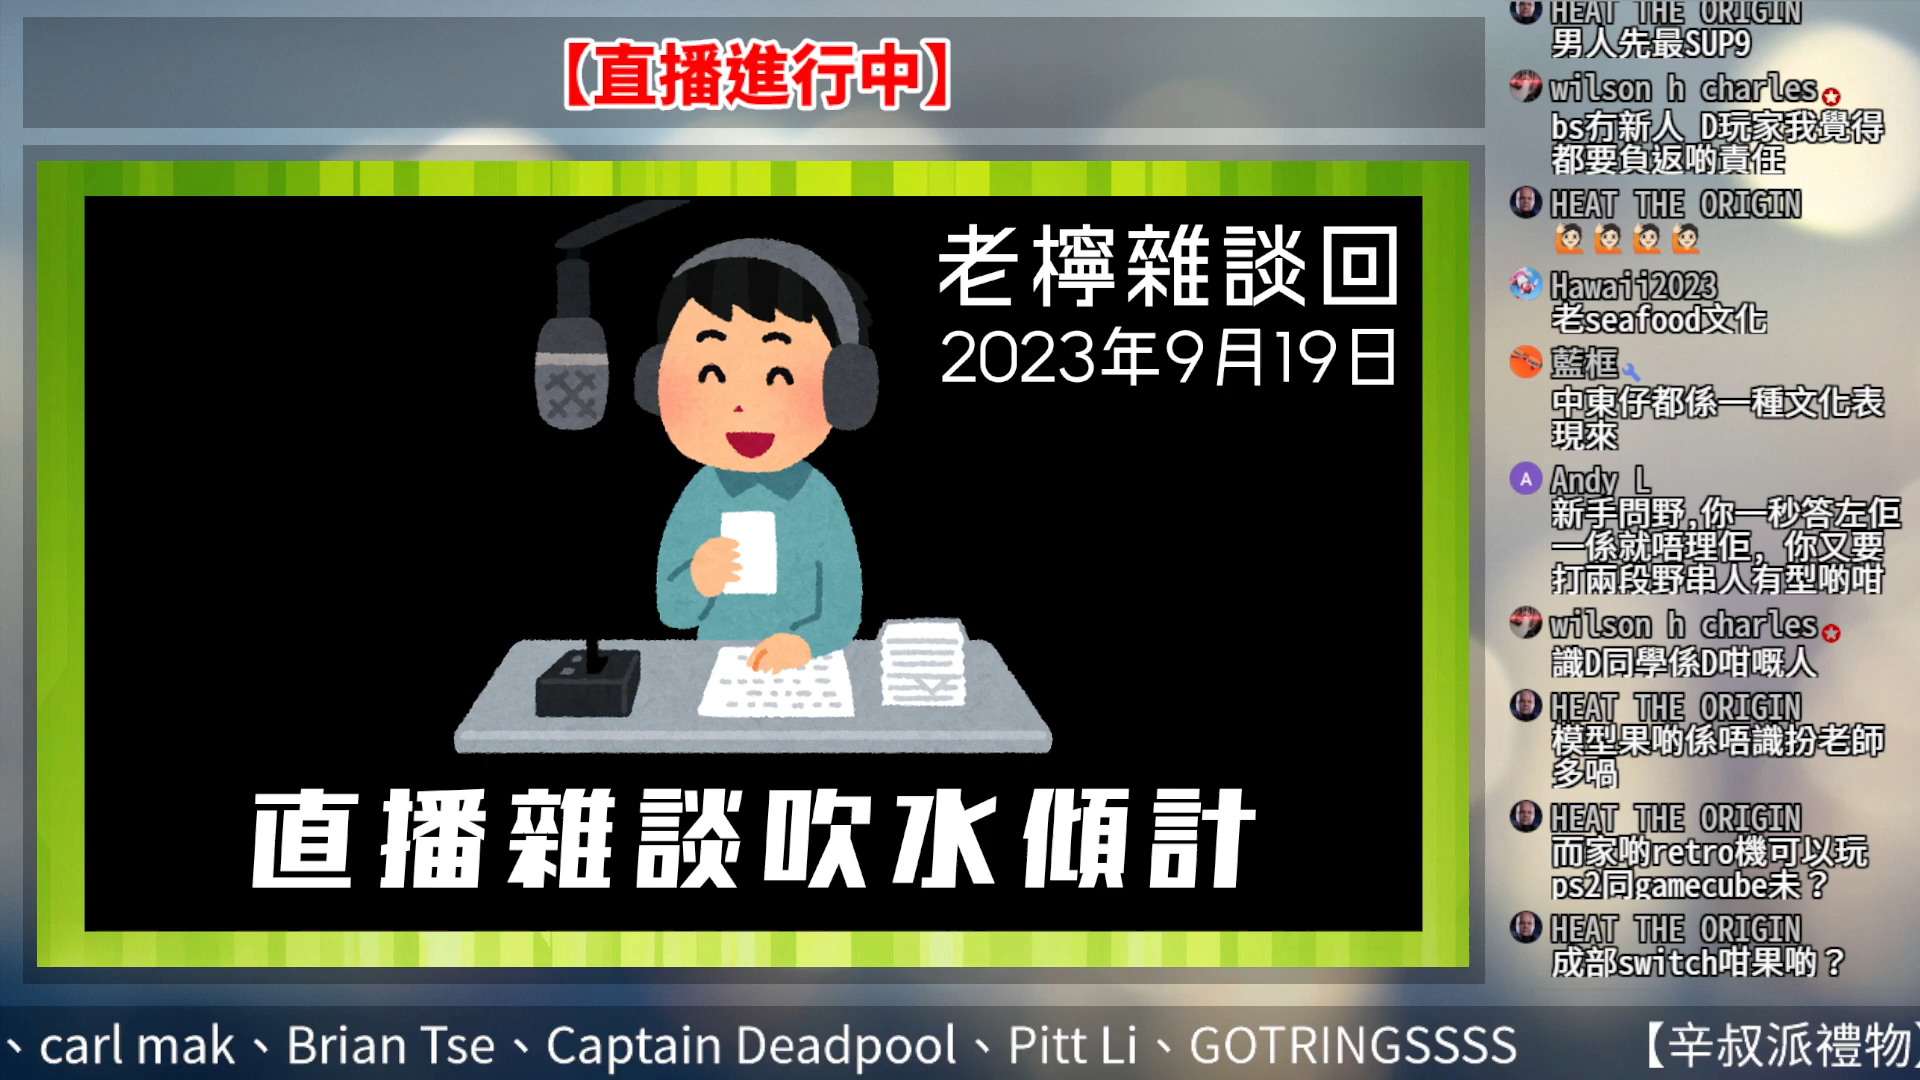 【直播進行中】
老檸雜談回
2023年9月19日
直播雜談吹水傾計
HEAT THE ORIGIN
男人先最SUP9
wilson h charles
bs冇新人 D玩家我覺得
都要負返啲責任
HEAT THE ORIGIN
Hawaii2023
老seafood文化
藍框
中東仔都係一種文化表
現來
A
Andy L
新手問野,你一秒答左佢
一係就唔理佢, 你又要
打兩段野串人有型啲咁
wilson h charles
識D同學係D咁嘅人
HEAT THE ORIGIN
模型果啲係唔識扮老師
多喎
HEAT THE ORIGIN
而家啲retro機可以玩
ps2同gamecube未？
HEAT THE ORIGIN
成部switch咁果啲？
、carl mak、Brian Tse、Captain Deadpool、Pitt Li、GOTRINGSSSS 【辛叔派禮物】